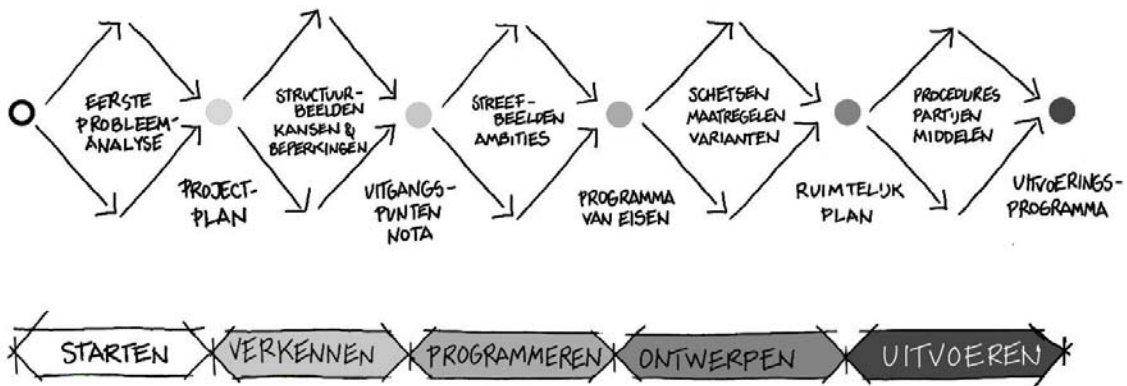 EERSTE
PROBLEEM-
ANALYSE
PROJECT-
PLAN
STRUCTUUR-
BEELDEN
KANSEN &
BEPERKINGEN
UITGANGS-
PUNTEN
NOTA
STREEF-
BEELDEN
AMBITIES
PROGRAMMA
VAN EISEN
SCHETSEN
MAATREGELEN
VARIANTEN
RUIMTELIJK
PLAN
PROCEDURES
PARTIJEN
MIDDELEN
UITVOERINGS-
PROGRAMMA
STARTEN
VERKENNEN
PROGRAMMEREN
ONTWERPEN
UITVOEREN